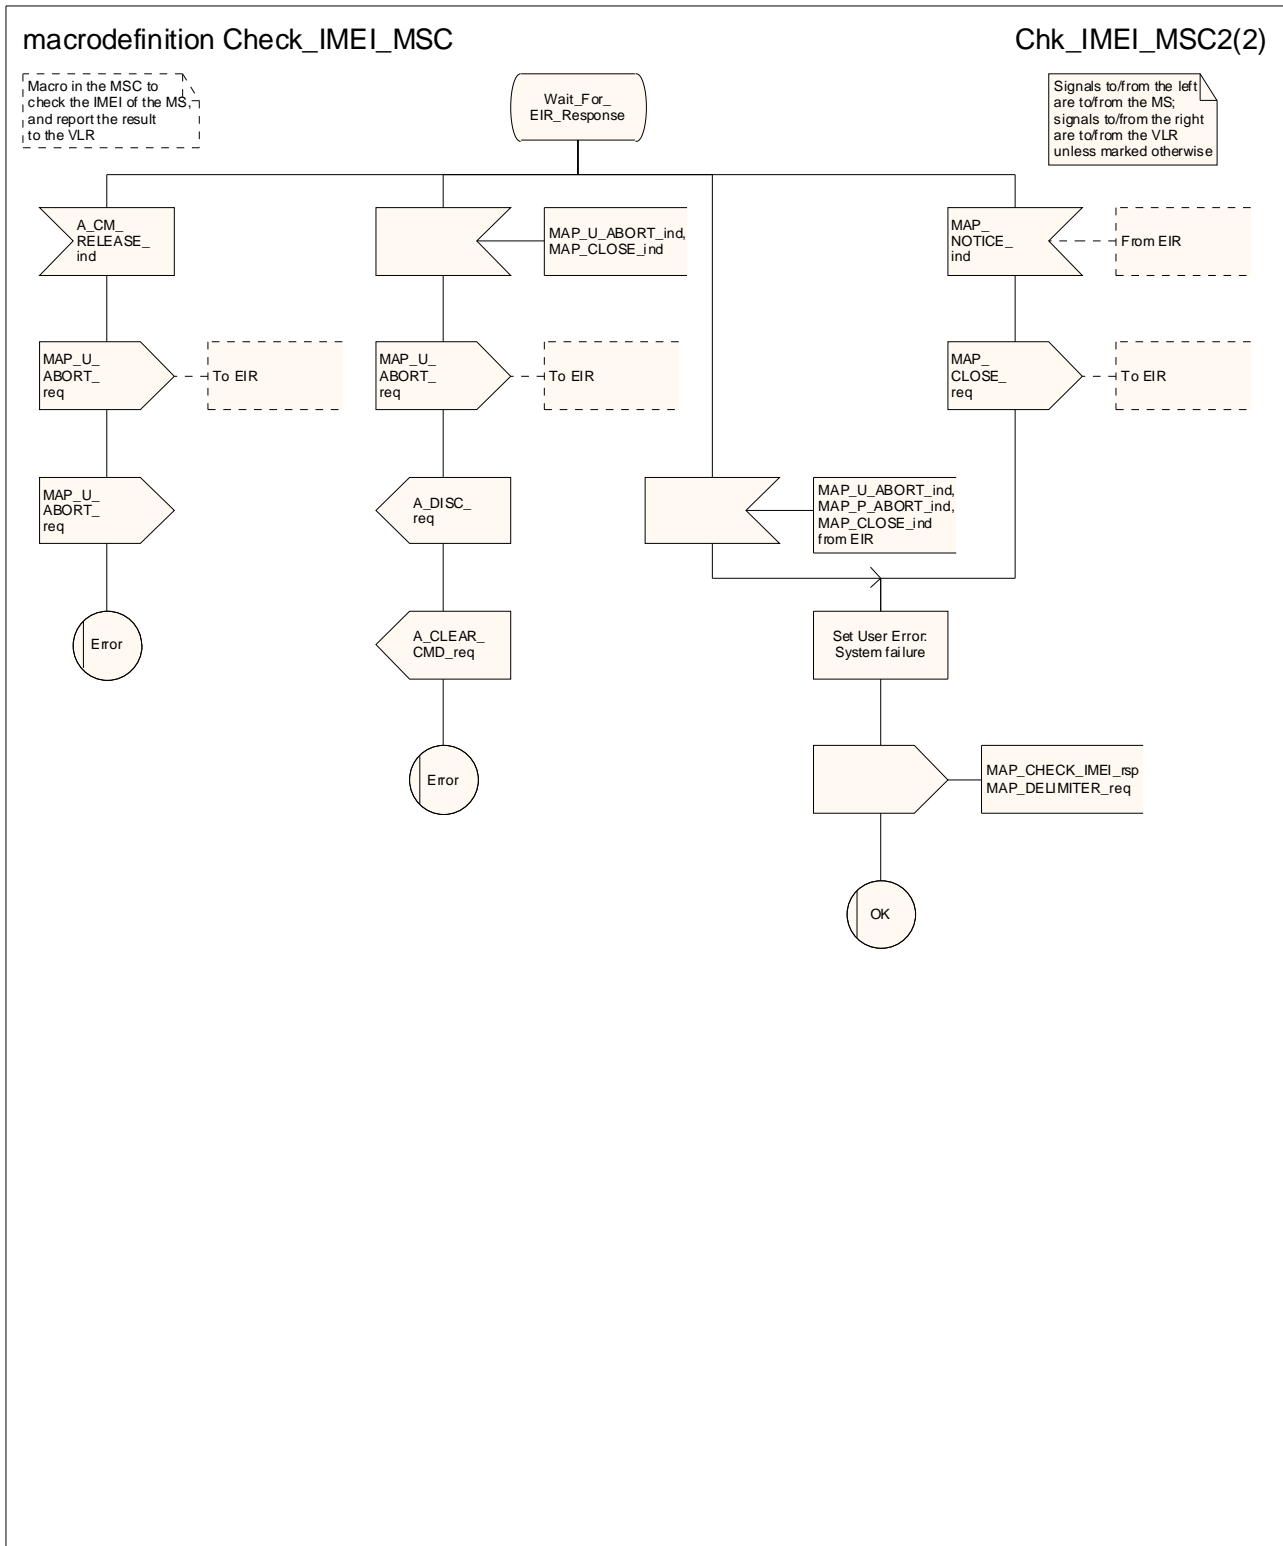 macrodefinition Check_IMEI_MSC
Chk_IMEI_MSC2(2)
Macro in the MSC to
check the IMEI of the MS,
and report the result
to the VLR
Wait_For_
EIR_Response
Signals to/from the left
are to/from the MS;
signals to/from the right
are to/from the VLR
unless marked otherwise
A_CM_
RELEASE_
ind
MAP_U_ABORT_ind,
MAP_CLOSE_ind
MAP_
NOTICE_
ind
From EIR
MAP_U_
ABORT_
req
To EIR
MAP_U_
ABORT_
req
To EIR
MAP_
CLOSE_
req
To EIR
MAP_U_
ABORT_
req
A_DISC_
req
MAP_U_ABORT_ind,
MAP_P_ABORT_ind,
MAP_CLOSE_ind
from EIR
Error
A_CLEAR_
CMD_req
Set User Error:
System failure
Error
MAP_CHECK_IMEI_rsp
MAP_DELIMITER_req
OK